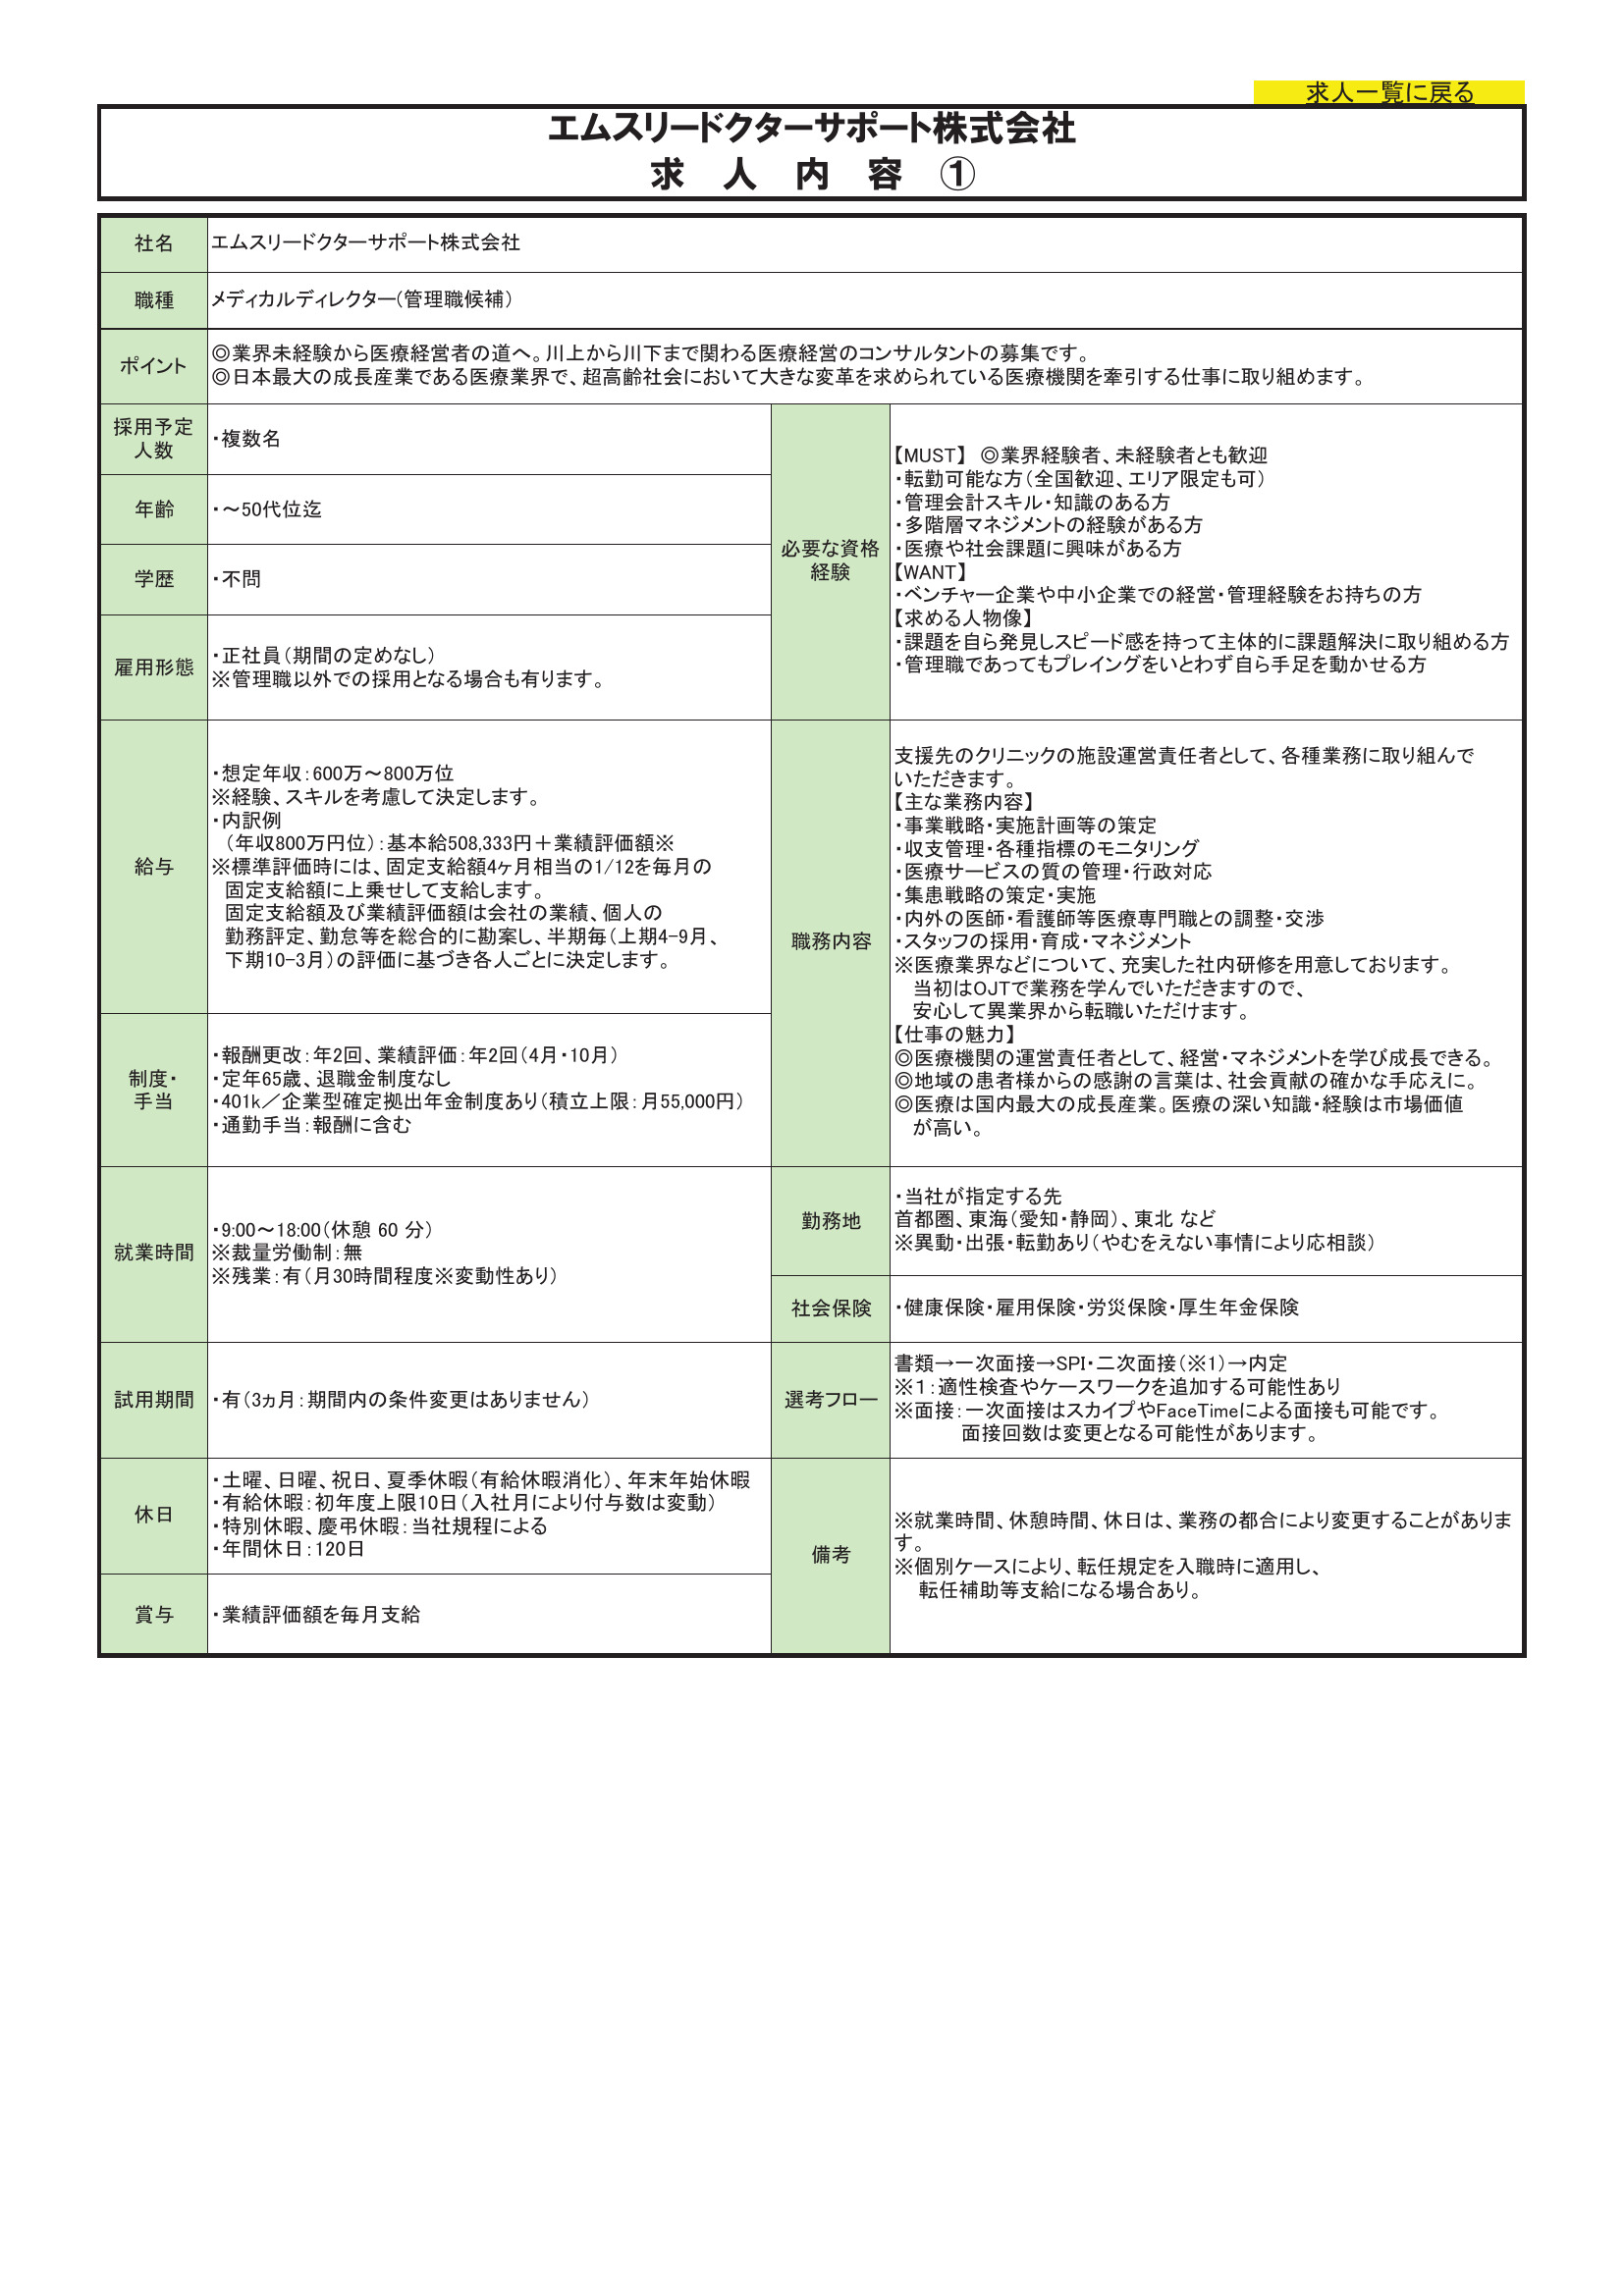 求人一覧に戻る
エムスリードクターサポート株式会社
求　人　内　容　①
社名
エムスリードクターサポート株式会社
職種
メディカルディレクター(管理職候補)
ポイント
◎業界未経験から医療経営者の道へ。川上から川下まで関わる医療経営のコンサルタントの募集です。
◎日本最大の成長産業である医療業界で、超高齢社会において大きな変革を求められている医療機関を牽引する仕事に取り組めます。
採用予定
人数
・複数名
年齢
・～50代位迄
学歴
・不問
雇用形態
・正社員（期間の定めなし）
※管理職以外での採用となる場合も有ります。
必要な資格
経験
【MUST】　◎業界経験者、未経験者とも歓迎
・転勤可能な方（全国歓迎、エリア限定も可）
・管理会計スキル・知識のある方
・多階層マネジメントの経験がある方
・医療や社会課題に興味がある方
【WANT】
・ベンチャー企業や中小企業での経営・管理経験をお持ちの方
【求める人物像】
・課題を自ら発見しスピード感を持って主体的に課題解決に取り組める方
・管理職であってもプレイングをいとわず自ら手足を動かせる方
給与
・想定年収：600万～800万位
※経験、スキルを考慮して決定します。
・内訳例
（年収800万円位）：基本給508,333円＋業績評価額※
※標準評価時には、固定支給額4ヶ月相当の1/12を毎月の
固定支給額に上乗せして支給します。
固定支給額及び業績評価額は会社の業績、個人の
勤務評定、勤怠等を総合的に勘案し、半期毎（上期4-9月、
下期10-3月）の評価に基づき各人ごとに決定します。
制度・
手当
・報酬更改：年2回、業績評価：年2回（4月・10月）
・定年65歳、退職金制度なし
・401k／企業型確定拠出年金制度あり（積立上限：月55,000円）
・通勤手当：報酬に含む
職務内容
支援先のクリニックの施設運営責任者として、各種業務に取り組んで
いただきます。
【主な業務内容】
・事業戦略・実施計画等の策定
・収支管理・各種指標のモニタリング
・医療サービスの質の管理・行政対応
・集患戦略の策定・実施
・内外の医師・看護師等医療専門職との調整・交渉
・スタッフの採用・育成・マネジメント
※医療業界などについて、充実した社内研修を用意しております。
当初はOJTで業務を学んでいただきますので、
安心して異業界から転職いただけます。
【仕事の魅力】
◎医療機関の運営責任者として、経営・マネジメントを学び成長できる。
◎地域の患者様からの感謝の言葉は、社会貢献の確かな手応えに。
◎医療は国内最大の成長産業。医療の深い知識・経験は市場価値
が高い。
就業時間
・9:00～18:00（休憩 60 分）
※裁量労働制：無
※残業：有（月30時間程度※変動性あり）
勤務地
・当社が指定する先
首都圏、東海（愛知・静岡）、東北 など
※異動・出張・転勤あり（やむをえない事情により応相談）
社会保険
・健康保険・雇用保険・労災保険・厚生年金保険
試用期間
・有（3ヵ月：期間内の条件変更はありません）
選考フロー
書類→一次面接→SPI・二次面接（※1）→内定
※1：適性検査やケースワークを追加する可能性あり
※面接：一次面接はスカイプやFaceTimeによる面接も可能です。
面接回数は変更となる可能性があります。
休日
・土曜、日曜、祝日、夏季休暇（有給休暇消化）、年末年始休暇
・有給休暇：初年度上限10日（入社月により付与数は変動）
・特別休暇、慶弔休暇：当社規程による
・年間休日：120日
賞与
・業績評価額を毎月支給
備考
※就業時間、休憩時間、休日は、業務の都合により変更することがありま
す。
※個別ケースにより、転任規定を入職時に適用し、
転任補助等支給になる場合あり。